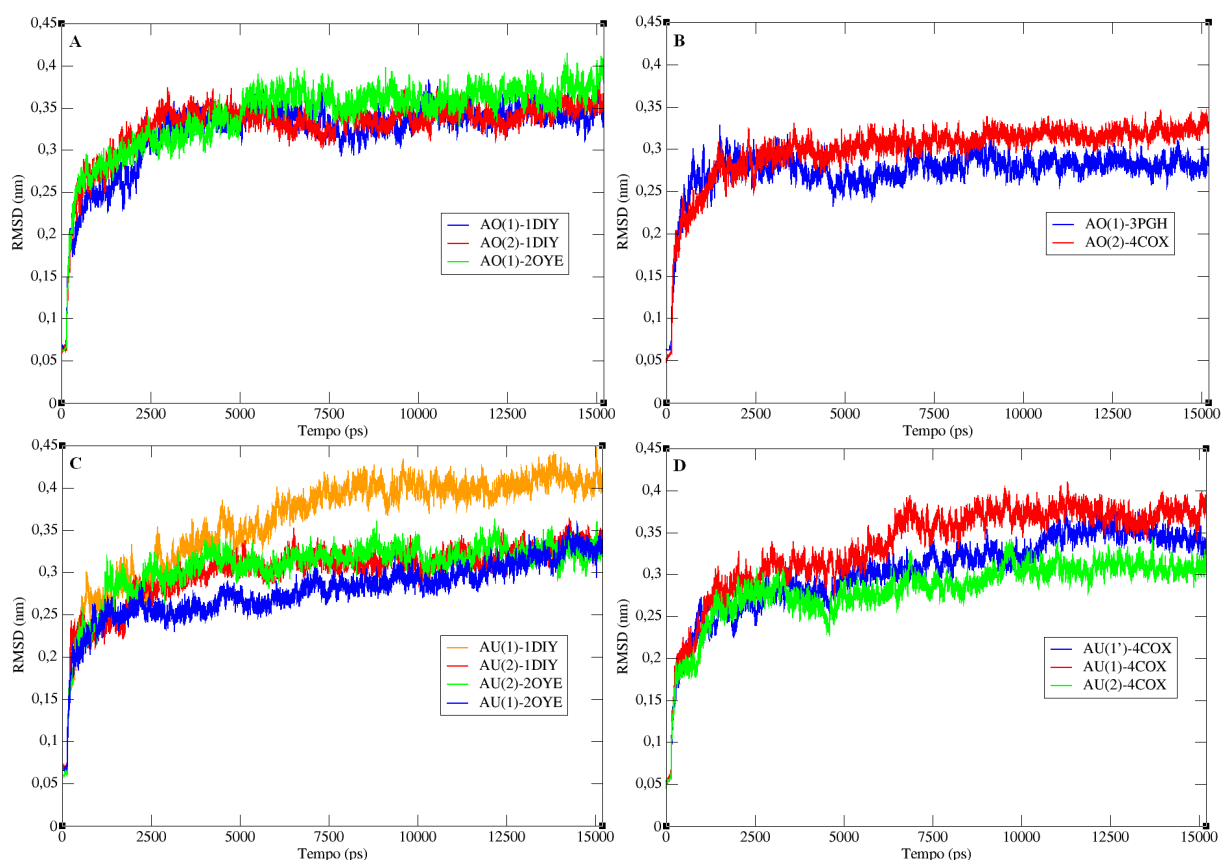 A
0,45
0,4
0,35
0,3
0,25
0,2
0,15
0,1
0,05
0
RMSD (nm)
0 2500 5000 7500 10000 12500 15000
Tempo (ps)
AO(1)-1DIY
AO(2)-1DIY
AO(1)-2OYE
B
0,45
0,4
0,35
0,3
0,25
0,2
0,15
0,1
0,05
0
RMSD (nm)
0 2500 5000 7500 10000 12500 15000
Tempo (ps)
AO(1)-3PGH
AO(2)-4COX
C
0,45
0,4
0,35
0,3
0,25
0,2
0,15
0,1
0,05
0
RMSD (nm)
0 2500 5000 7500 10000 12500 15000
Tempo (ps)
AU(1)-1DIY
AU(2)-1DIY
AU(2)-2OYE
AU(1)-2OYE
D
0,45
0,4
0,35
0,3
0,25
0,2
0,15
0,1
0,05
0
RMSD (nm)
0 2500 5000 7500 10000 12500 15000
Tempo (ps)
AU(1')-4COX
AU(1)-4COX
AU(2)-4COX